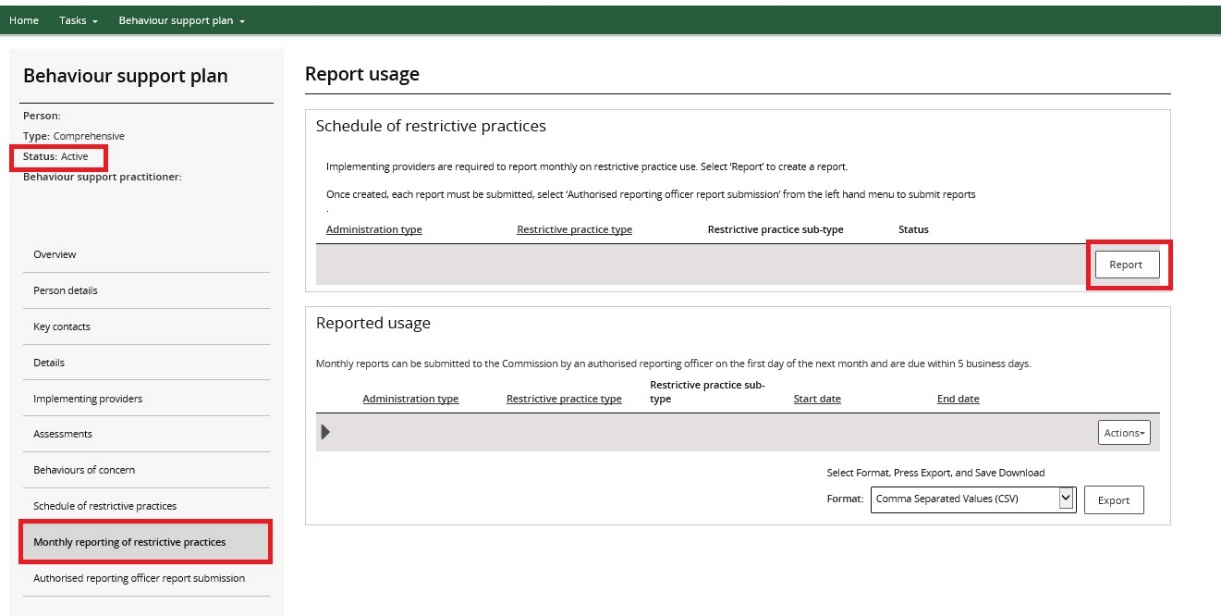 Home Tasks Behaviour support plan
Behaviour support plan
Person:
Type: Comprehensive
Status: Active
Behaviour support practitioner:
Overview
Person details
Key contacts
Details
Implementing providers
Assessments
Behaviours of concern
Schedule of restrictive practices
Monthly reporting of restrictive practices
Authorised reporting officer report submission
Report usage
Schedule of restrictive practices
Implementing providers are required to report monthly on restrictive practice use. Select 'Report' to create a report.
Once created, each report must be submitted, select 'Authorised reporting officer report submission' from the left hand menu to submit reports
.
Administration type Restrictive practice type Restrictive practice sub-type Status
Report
Reported usage
Monthly reports can be submitted to the Commission by an authorised reporting officer on the first day of the next month and are due within 5 business days.
Administration type Restrictive practice type Restrictive practice sub-
type Start date End date
Actions
Select Format, Press Export, and Save Download
Format: Comma Separated Values (CSV) Export